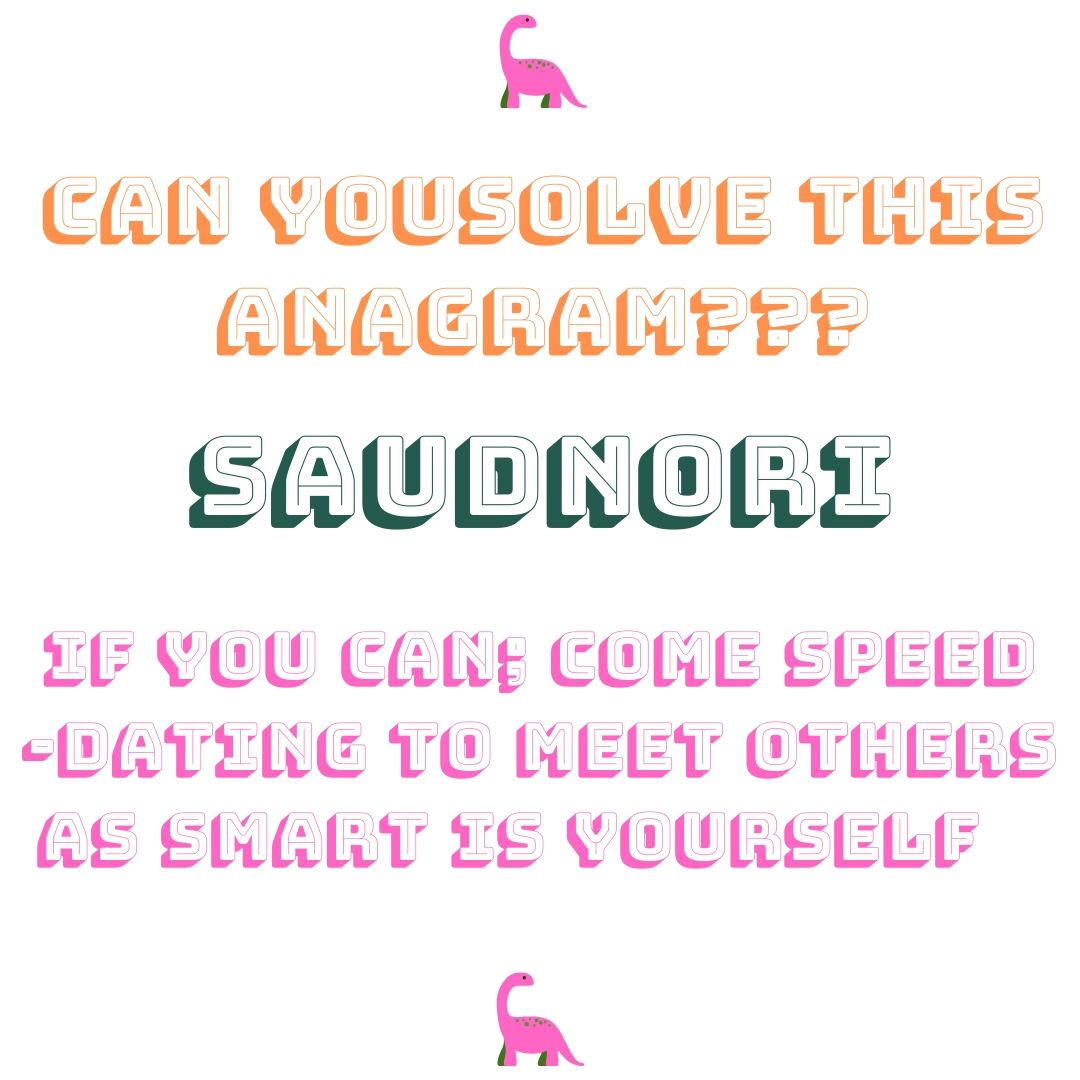 CAN YOUSOLVE THIS
ANAGRAM???
SAUDNORI
IF YOU CAN; COME SPEED
-DATING TO MEET OTHERS
AS SMART IS YOURSELF